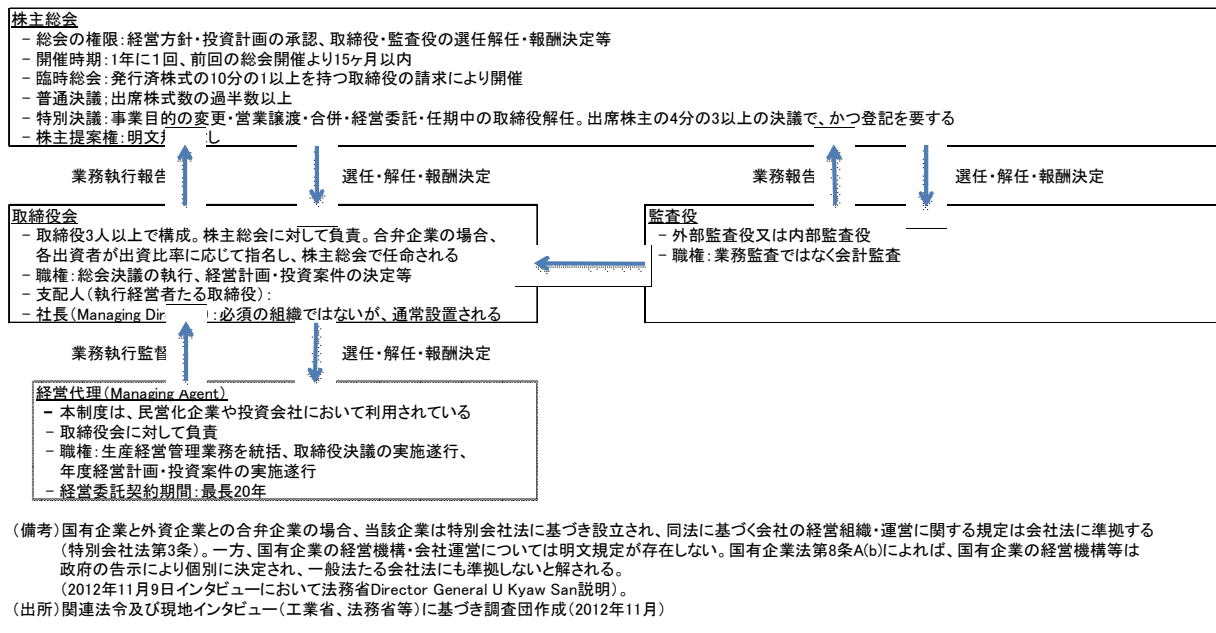 株主総会
- 総会の権限：経営方針・投資計画の承認、取締役・監査役の選任解任・報酬決定等
- 開催時期：1年に1回、前回の総会開催より15ヶ月以内
- 臨時総会：発行済株式の10分の1以上を持つ取締役の請求により開催
- 普通決議；出席株式数の過半数以上
- 特別決議：事業目的の変更・営業譲渡・合併・経営委託・任期中の取締役解任。出席株主の4分の3以上の決議で、かつ登記を要する
- 株主提案権：明文 し
業務執行報告
選任・解任・報酬決定
業務報告
選任・解任・報酬決定
取締役会
- 取締役3人以上で構成。株主総会に対して負責。合弁企業の場合、
各出資者が出資比率に応じて指名し、株主総会で任命される
- 職権：総会決議の執行、経営計画・投資案件の決定等
- 支配人（執行経営者たる取締役）：
- 社長（Managing Dir ）：必須の組織ではないが、通常設置される
監査役
- 外部監査役又は内部監査役
- 職権：業務監査ではなく会計監査
業務執行監督
選任・解任・報酬決定
経営代理（Managing Agent）
- 本制度は、民営化企業や投資会社において利用されている
- 取締役会に対して負責
- 職権：生産経営管理業務を統括、取締役決議の実施遂行、
年度経営計画・投資案件の実施遂行
- 経営委託契約期間：最長20年
（備考）国有企業と外資企業との合弁企業の場合、当該企業は特別会社法に基づき設立され、同法に基づく会社の経営組織・運営に関する規定は会社法に準拠する
（特別会社法第3条）。一方、国有企業の経営機構・会社運営については明文規定が存在しない。国有企業法第8条A(b)によれば、国有企業の経営機構等は
政府の告示により個別に決定され、一般法たる会社法にも準拠しないと解される。
（2012年11月9日インタビューにおいて法務省Director General U Kyaw San説明）。
（出所）関連法令及び現地インタビュー（工業省、法務省等）に基づき調査団作成（2012年11月）